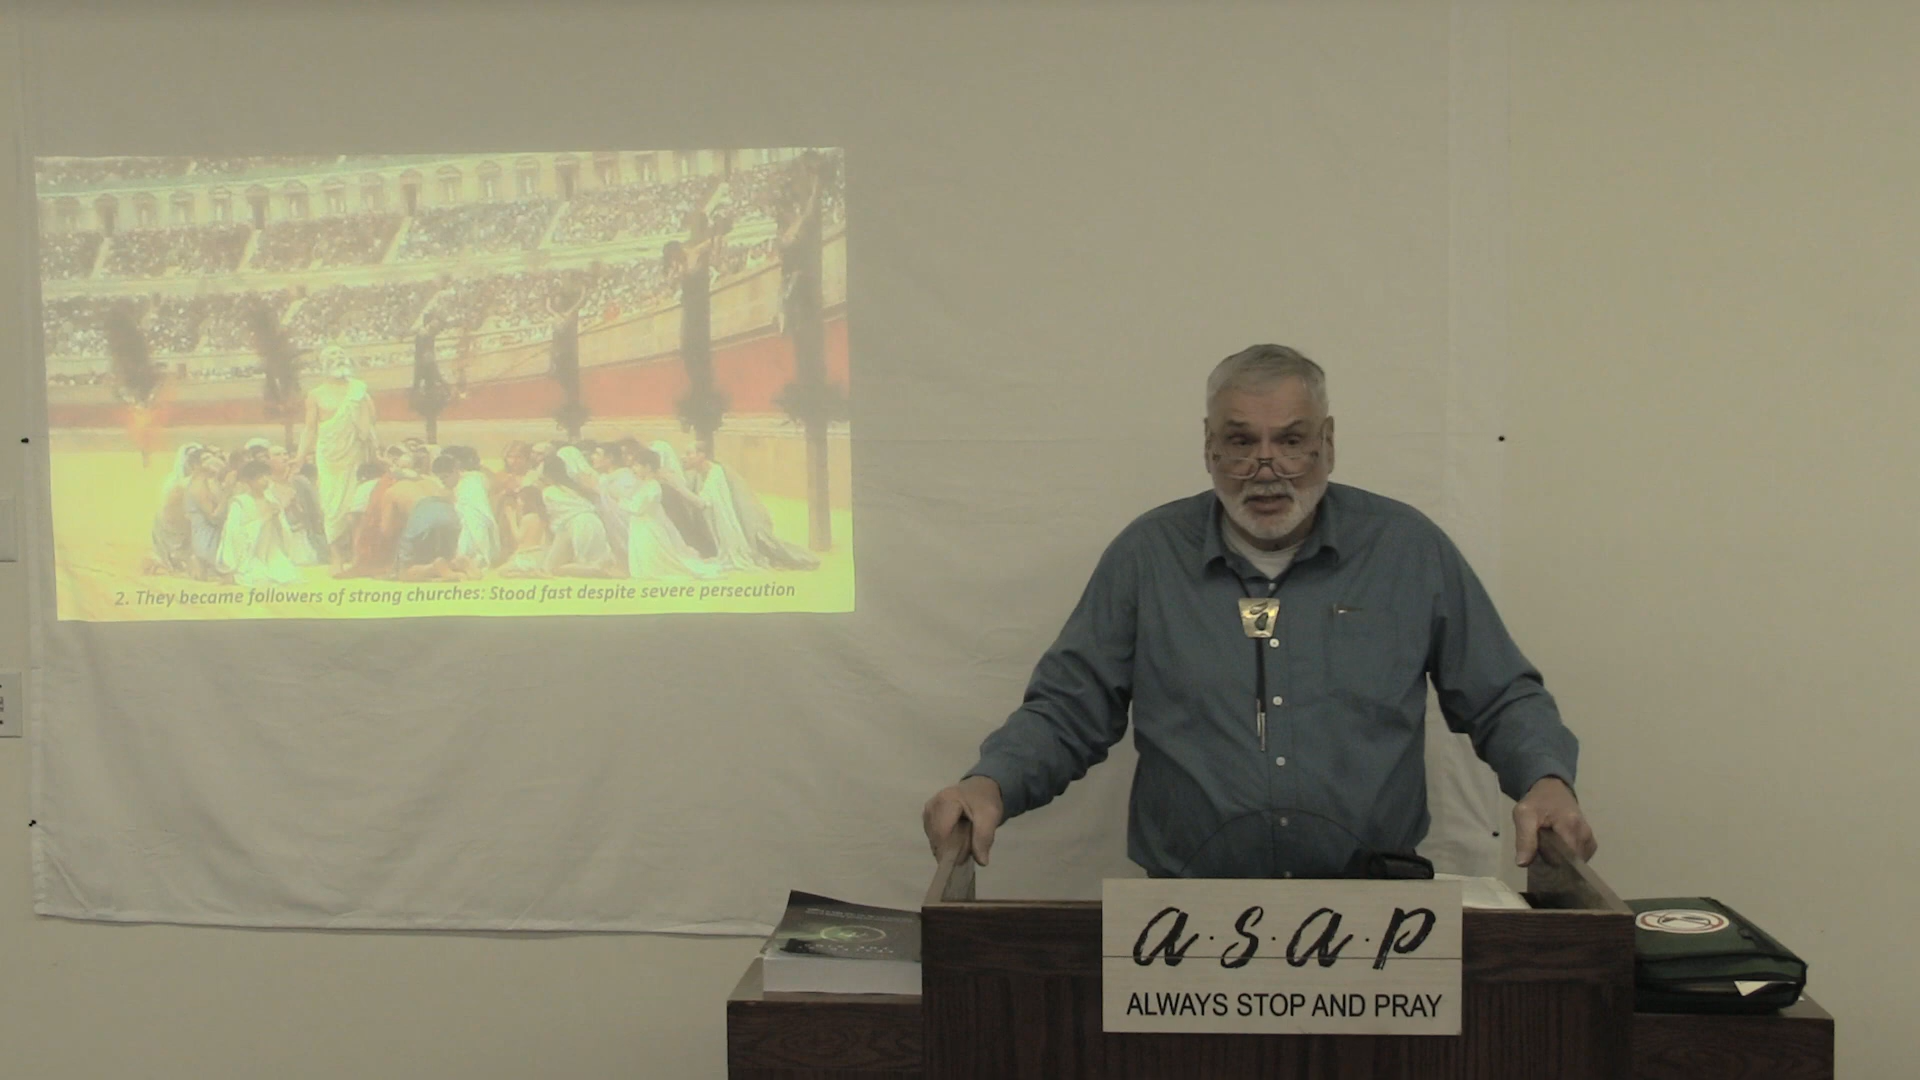 2. They became followers of strong churches: Stood fast despite severe persecution
a.s.a.p
ALWAYS STOP AND PRAY